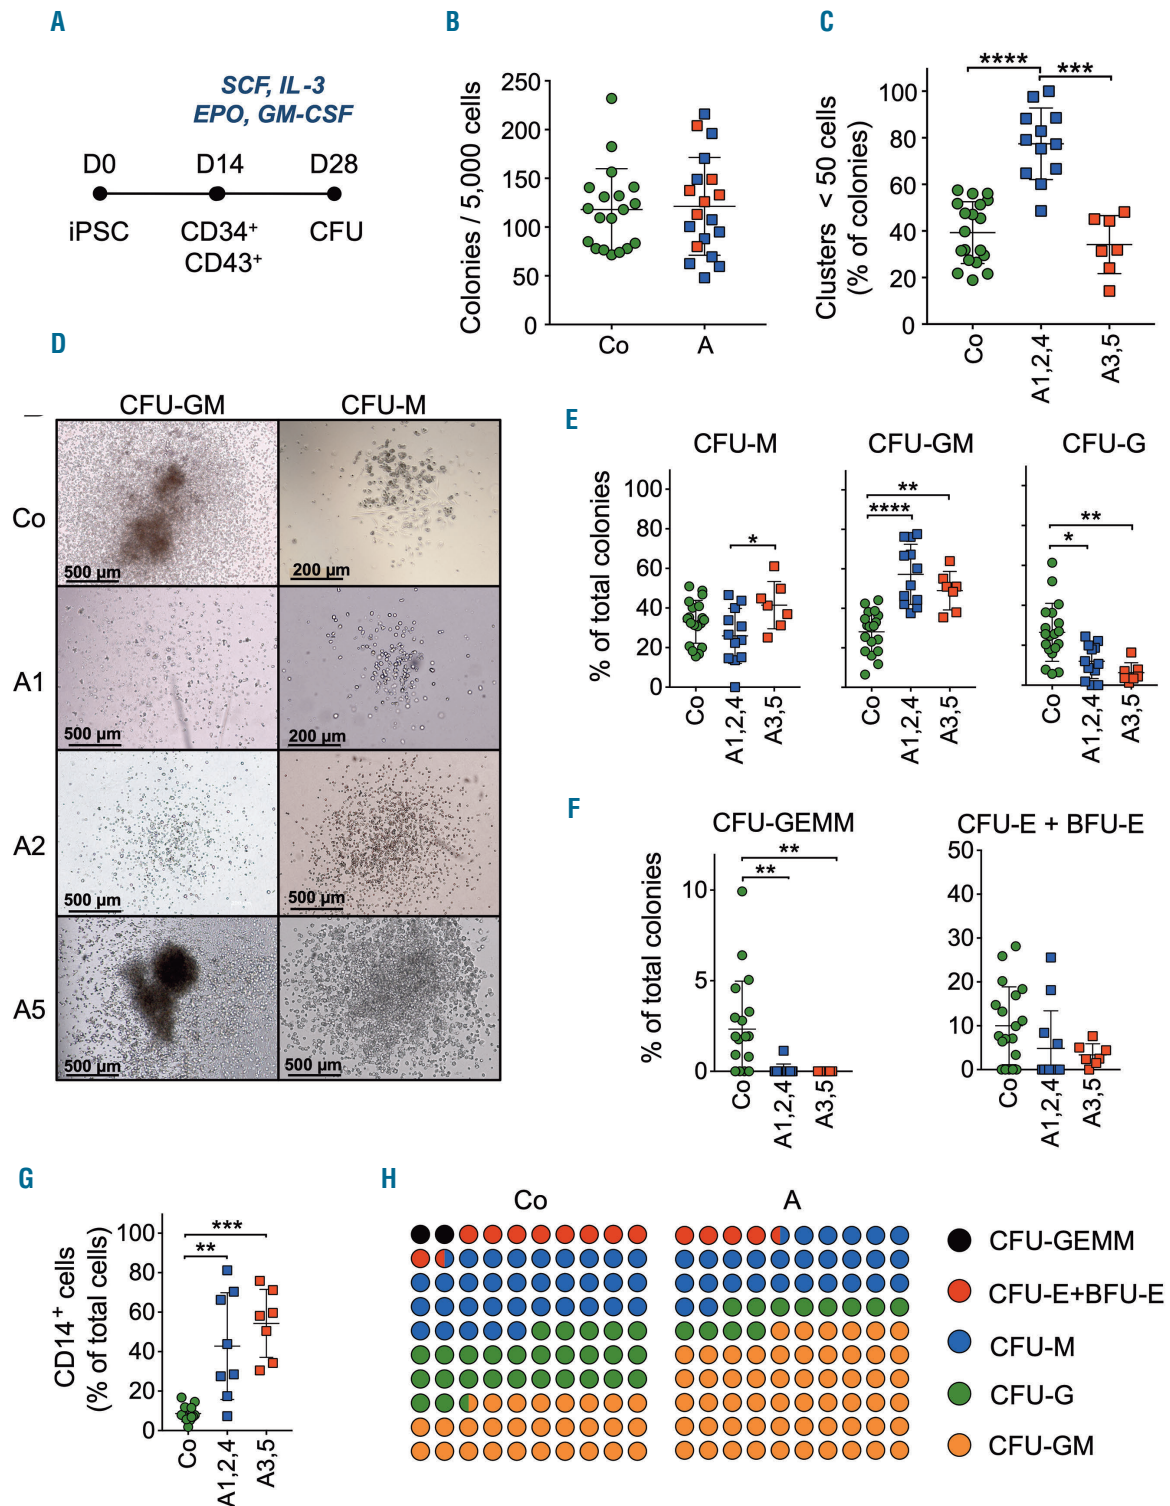 A
SCF, IL-3
EPO, GM-CSF
D0 D14 D28
iPSC CD34+ CFU
CD43+
B
Colonies / 5,000 cells
250
200
150
100
50
0
Co A
C
Clusters < 50 cells
(% of colonies)
**** ***
100
80
60
40
20
0
Co A1,2,4 A3,5
D
CFU-GM CFU-M
Co
500 µm 200 µm
A1
500 µm 200 µm
A2
500 µm 500 µm
A5
500 µm 500 µm
E
CFU-M CFU-GM CFU-G
% of total colonies
100
80
60
40
20
0
*
**
****
**
*
Co A1,2,4 A3,5
Co A1,2,4 A3,5
Co A1,2,4 A3,5
F
CFU-GEMM
% of total colonies
**
**
10
5
0
Co A1,2,4 A3,5
CFU-E + BFU-E
50
40
30
20
10
0
Co A1,2,4 A3,5
G
CD14+ cells
(% of total cells)
***
**
100
80
60
40
20
0
Co A1,2,4 A3,5
H
Co A
CFU-GEMM
CFU-E+BFU-E
CFU-M
CFU-G
CFU-GM